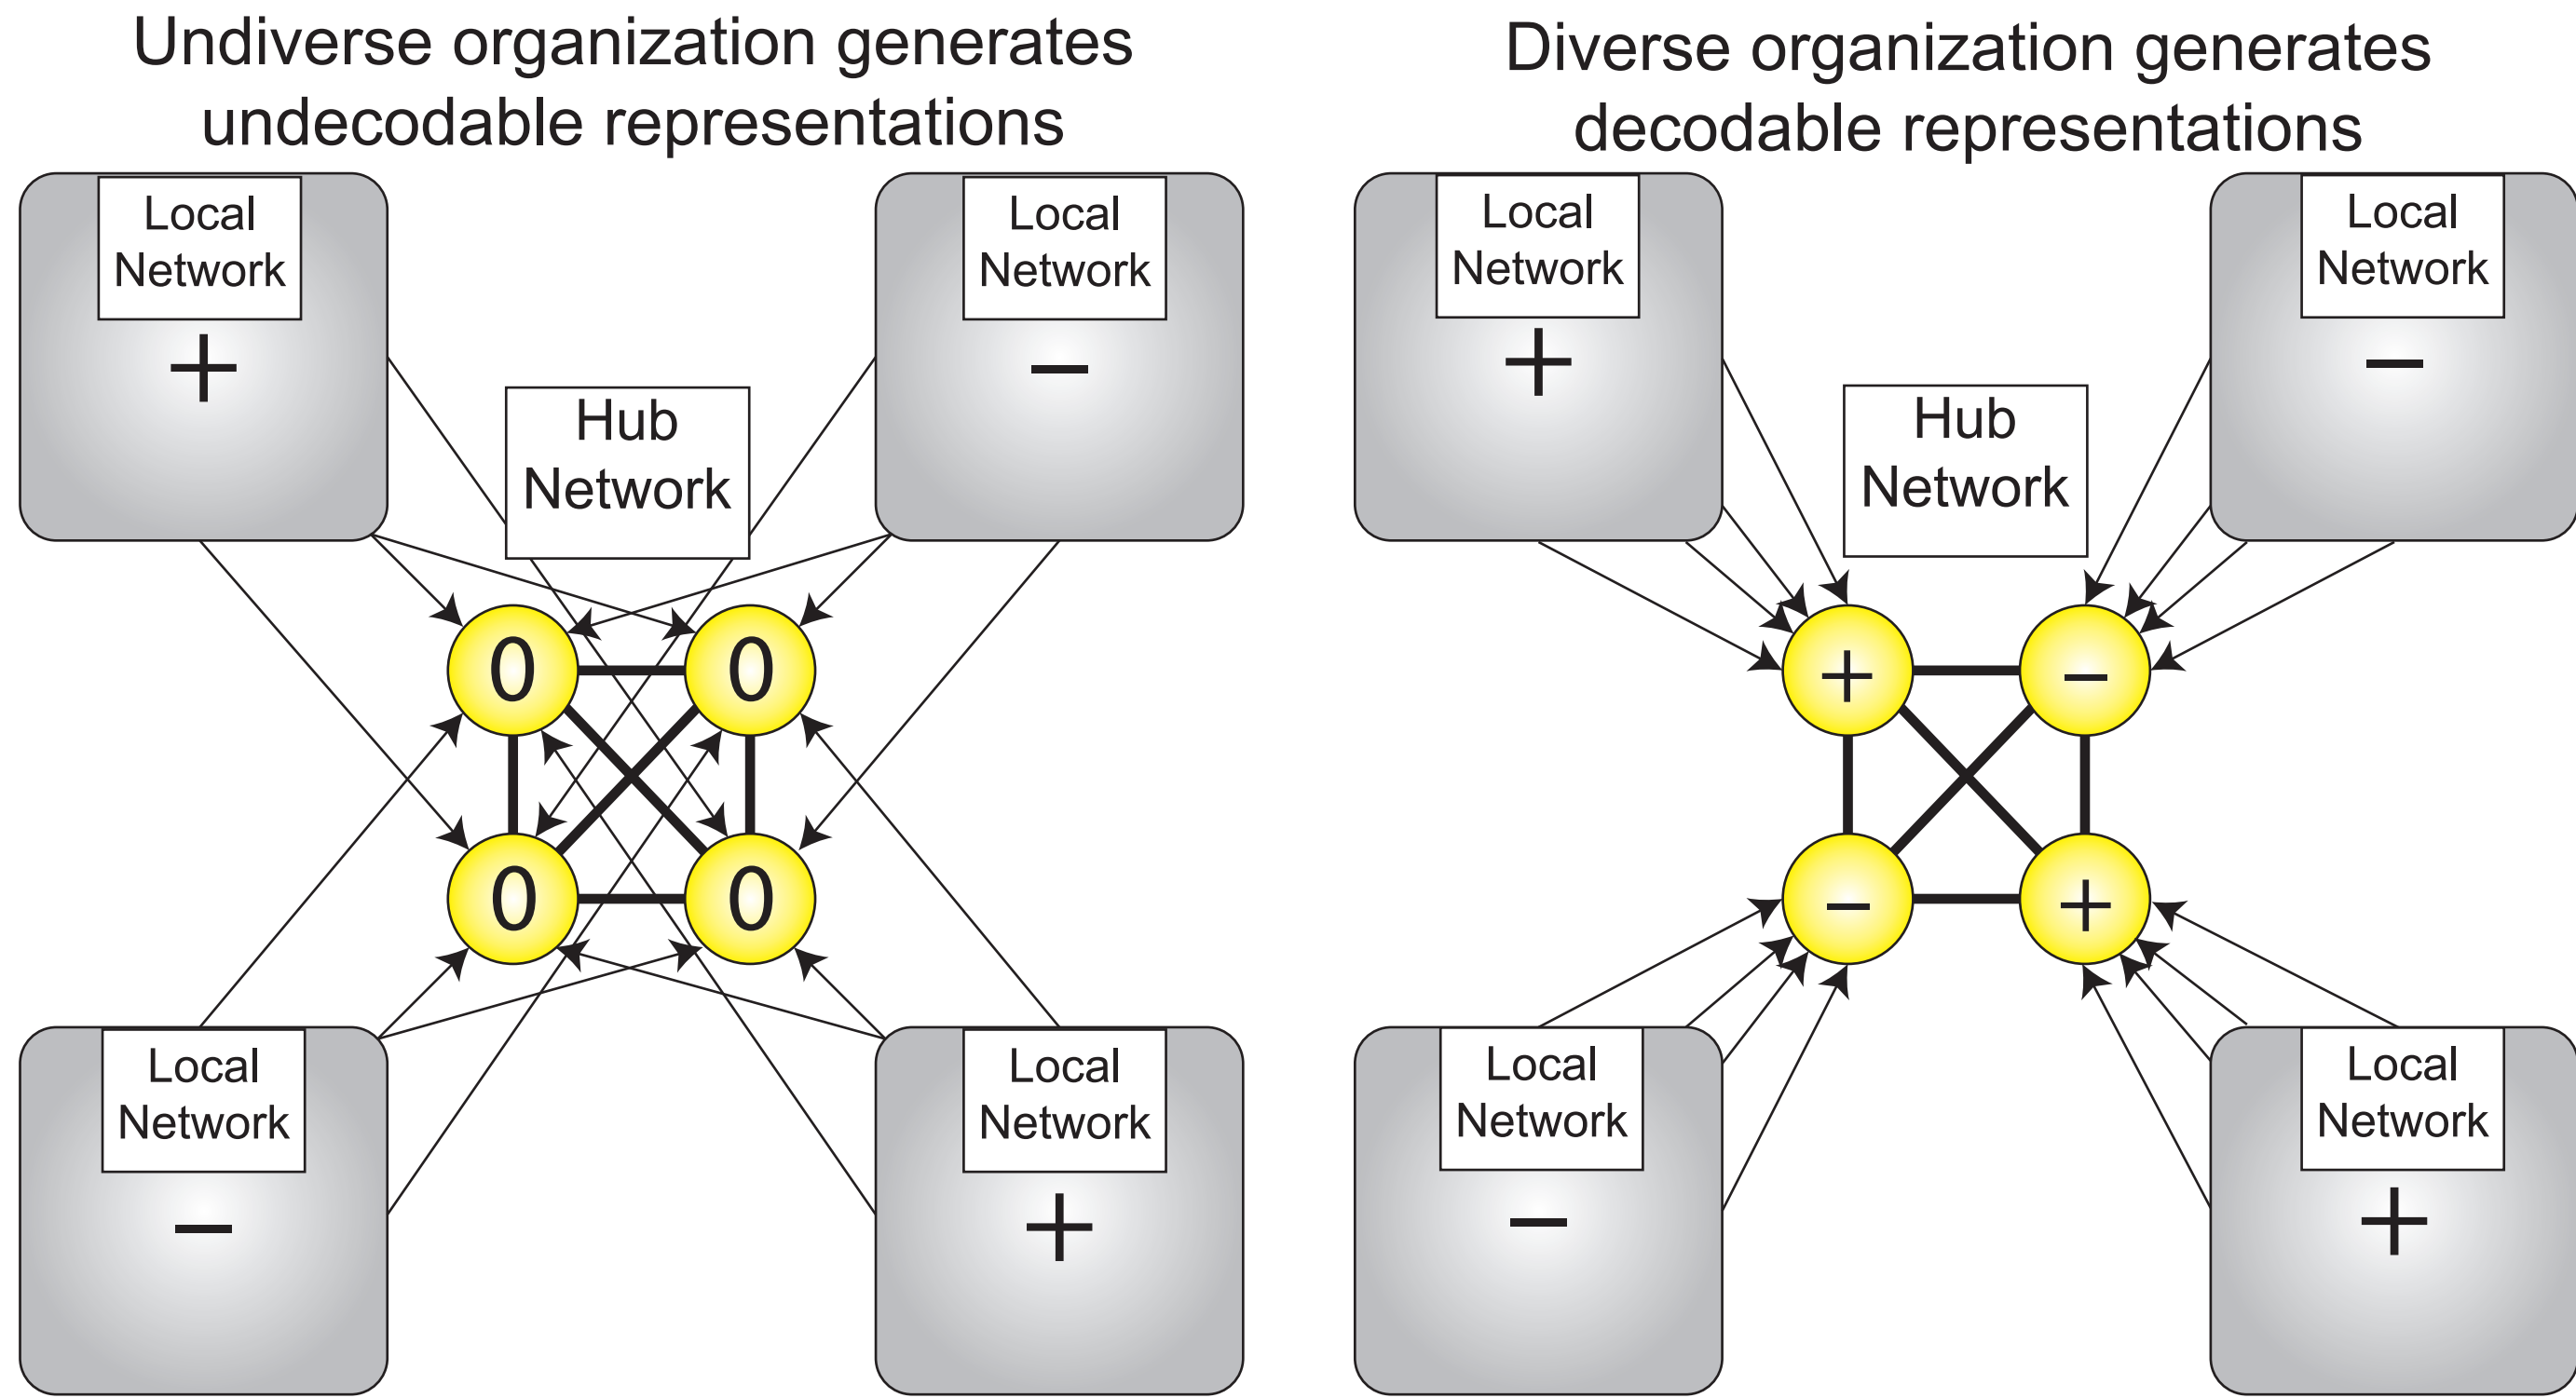 Undiverse organization generates
undecodable representations
Local
Network
+
Local
Network
–
Hub
Network
0
0
0
0
Local
Network
–
Local
Network
+
Diverse organization generates
decodable representations
Local
Network
+
Local
Network
–
Hub
Network
+
–
–
+
Local
Network
–
Local
Network
+